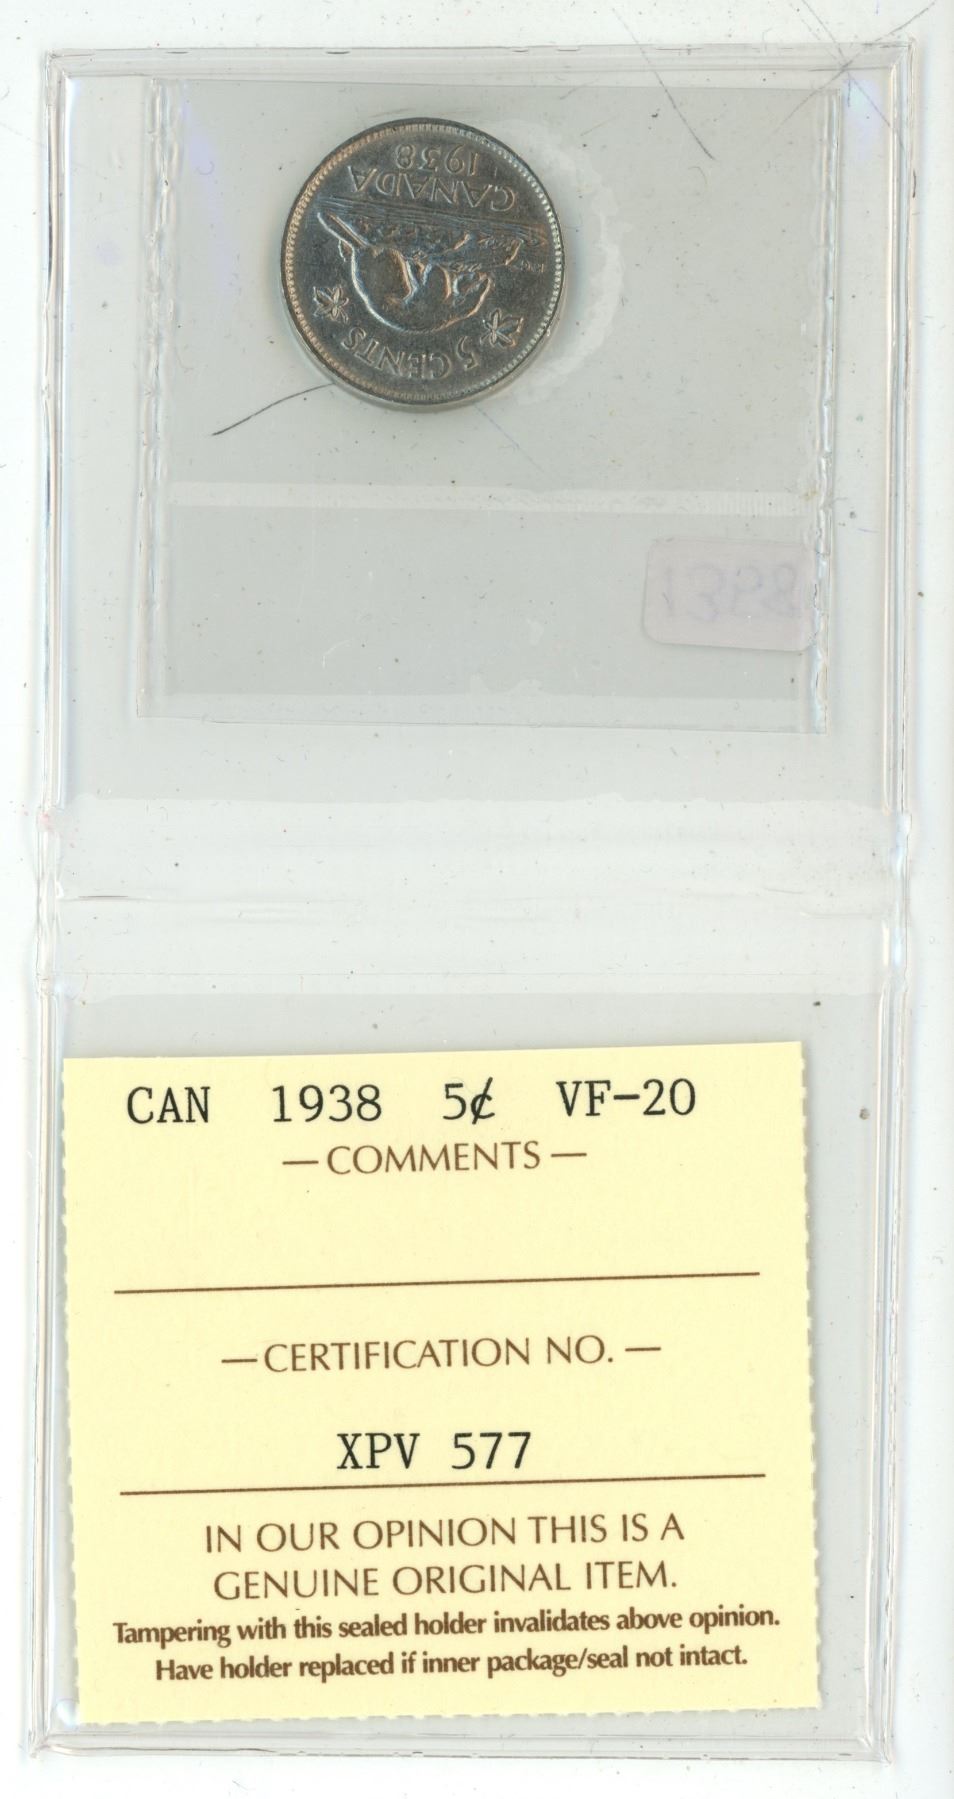 5 CENTS
KG
CANADA
1938
1938
CAN 1938 5¢ VF-20
— COMMENTS —
— CERTIFICATION NO. —
XPV 577
IN OUR OPINION THIS IS A
GENUINE ORIGINAL ITEM.
Tampering with this sealed holder invalidates above opinion.
Have holder replaced if inner package/seal not intact.